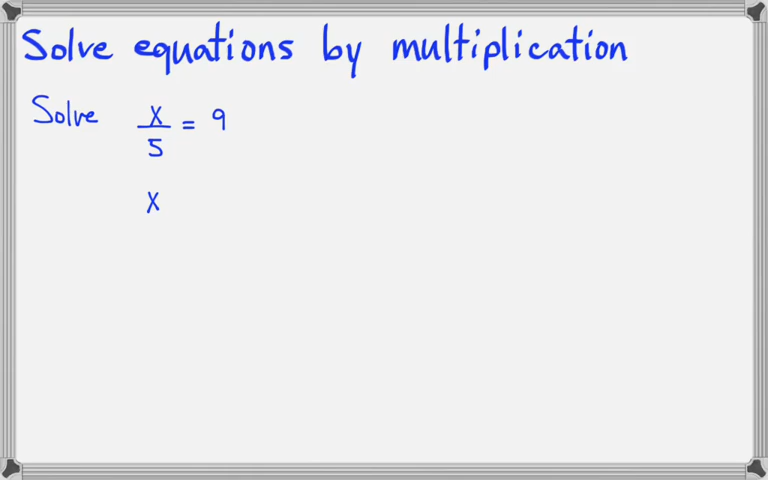 Solve equations by multiplication
Solve x/5 = 9
x